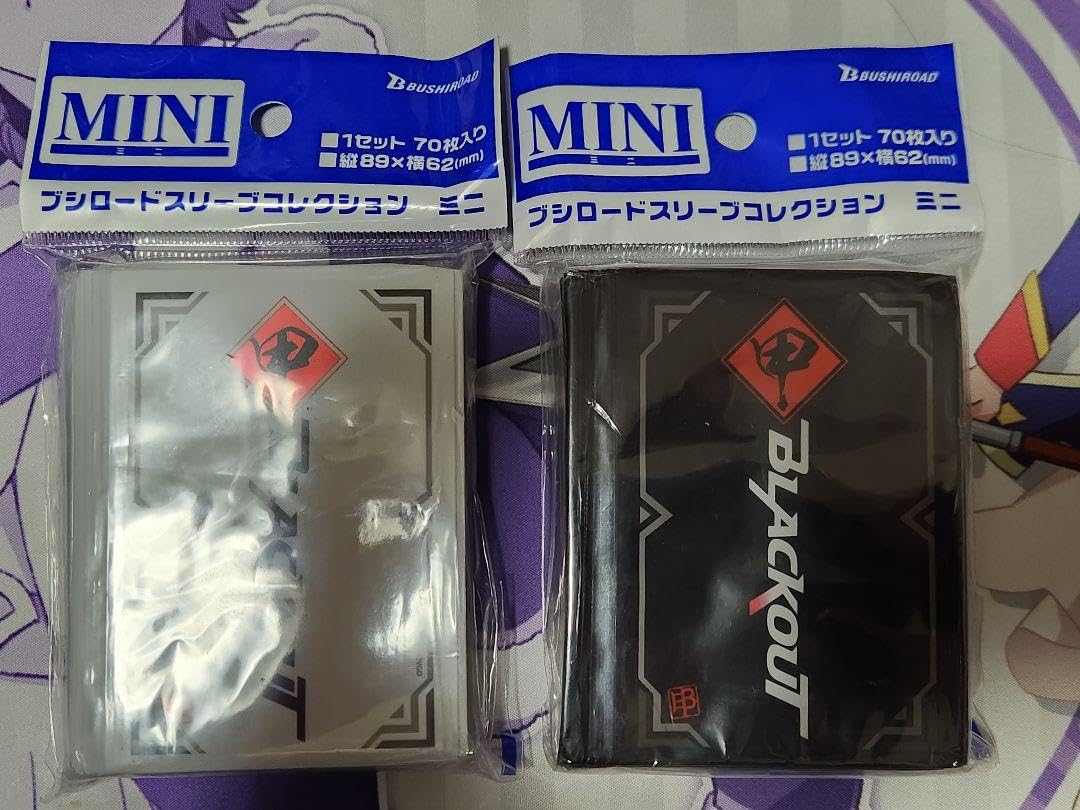 BUSHIROAD
MINI
ミニ
■1セット 70枚入り
■縦89×横62(mm)
ブシロードスリーブコレクション ミニ
BUSHIROAD
MINI
ミニ
■1セット 70枚入り
■縦89×横62(mm)
ブシロードスリーブコレクション ミニ
BLACKOUT